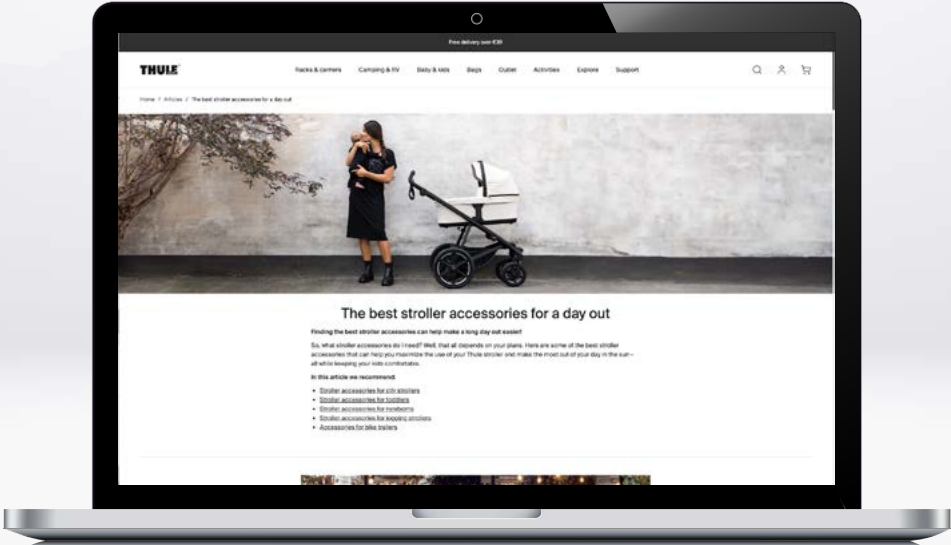 Free delivery over €39
THULE
Racks & carriers Camping & RV Baby & kids Bags Outlet Activities Explore Support
Home / Articles / The best stroller accessories for a day out
The best stroller accessories for a day out
Finding the best stroller accessories can help make a long day out easier!
So, what stroller accessories do I need? Well, that all depends on your plans. Here are some of the best stroller
accessories that can help you maximize the use of your Thule stroller and make the most out of your day in the sun–
all while keeping your kids comfortable.
In this article we recommend:
• Stroller accessories for city strollers
• Stroller accessories for toddlers
• Stroller accessories for newborns
• Stroller accessories for jogging strollers
• Accessories for bike trailers